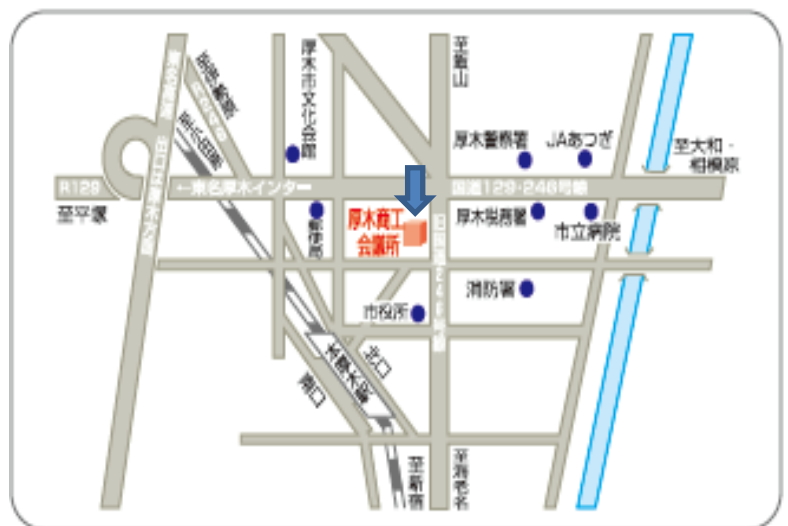 至飯山
厚木市文化会館
厚木警察署
JAあつぎ
至大和・
相模原
R129
←東名厚木インター
国道129・246号線
至平塚
郵便局
厚木商工
会議所
厚木税務署
市立病院
消防署
市役所
本厚木駅
北口
南口
至新宿
至海老名